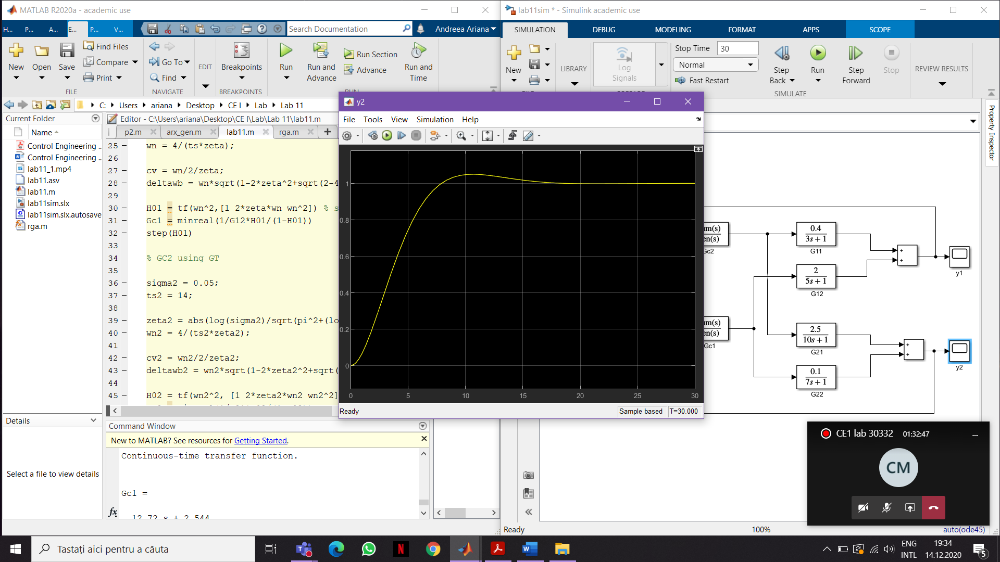 MATLAB R2020a - academic use
H... P... A... E... P... V...
Search Documentation
Andreea Ariana
New
Open
Save
Find Files
Compare
Print
FILE
Go To
Find
NAVIGATE
EDIT
Breakpoints
BREAKPOINTS
Run
Run and Advance
Run Section
Advance
Run and Time
C: Users ariana Desktop CE I Lab Lab 11
Current Folder
Name
Control Engineering ..
Control Engineering ..
lab11_1.mp4
lab11.asv
lab11.m
lab11sim.slx
lab11sim.slx.autosave
rga.m
Details
Select a file to view details
Editor - C:\Users\ariana\Desktop\CE I\Lab\Lab 11\lab11.m
p2.m arx_gen.m lab11.m rga.m
25 wn = 4/(ts*zeta);
26
27 cv = wn/2/zeta;
28 deltawb = wn*sqrt(1-2*zeta^2+sqrt(2-4
29
30 H01 = tf(wn^2,[1 2*zeta*wn wn^2]) % s
31 Gc1 = minreal(1/G12*H01/(1-H01))
32 step(H01)
33
34 % GC2 using GT
35
36 sigma2 = 0.05;
37 ts2 = 14;
38
39 zeta2 = abs(log(sigma2)/sqrt(pi^2+(lo
40 wn2 = 4/(ts2*zeta2);
41
42 cv2 = wn2/2/zeta2;
43 deltawb2 = wn2*sqrt(1-2*zeta2^2+sqrt(
44
45 H02 = tf(wn2^2, [1 2*zeta2*wn2 wn2^2]
Command Window
New to MATLAB? See resources for Getting Started.
Continuous-time transfer function.
Gc1 =
12.72 s + 2.544
fx
y2
File Tools View Simulation Help
1
0.8
0.6
0.4
0.2
0
0 5 10 15 20 25 30
Ready
Sample based
T=30.000
lab11sim * - Simulink academic use
SIMULATION DEBUG MODELING FORMAT APPS SCOPE
New
LIBRARY
Log Signals
Stop Time 30
Normal
Fast Restart
Step Back
Run
Step Forward
Stop
SIMULATE
REVIEW RESULTS
Property Inspector
um(s)
en(s)
Gc2
0.4
3s + 1
G11
2
5s + 1
G12
y1
um(s)
en(s)
Gc1
2.5
10s + 1
G21
0.1
7s + 1
G22
y2
+
+
+
+
CE1 lab 30332 01:32:47
CM
Ready
100%
auto(ode45)
Tastați aici pentru a căuta
ENG
INTL
19:34
14.12.2020
5